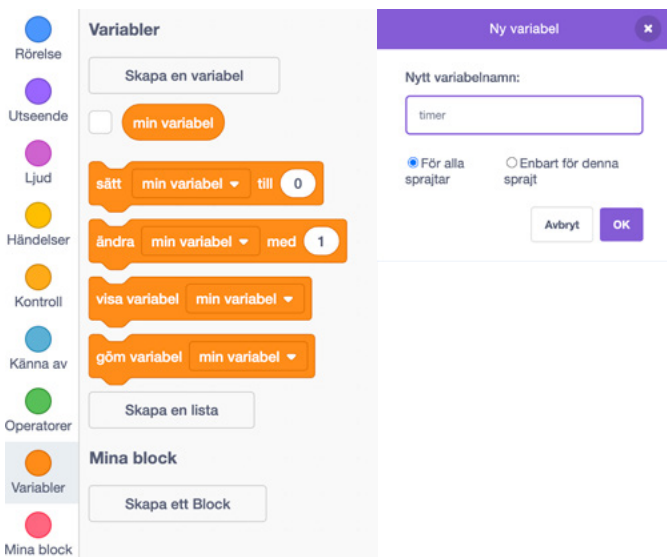 Rörelse
Utseende
Ljud
Händelser
Kontroll
Känna av
Operatorer
Variabler
Mina block
Variabler
Skapa en variabel
min variabel
sätt min variabel till 0
ändra min variabel med 1
visa variabel min variabel
göm variabel min variabel
Skapa en lista
Mina block
Skapa ett Block
Ny variabel
Nytt variabelnamn:
timer
För alla
sprajtar
Enbart för denna
sprajt
Avbryt
OK